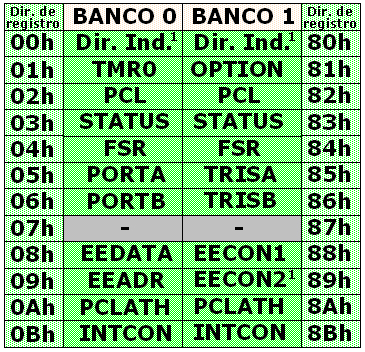 Dir. de registro BANCO 0 BANCO 1 Dir. de registro
00h Dir. Ind.¹ Dir. Ind.¹ 80h
01h TMR0 OPTION 81h
02h PCL PCL 82h
03h STATUS STATUS 83h
04h FSR FSR 84h
05h PORTA TRISA 85h
06h PORTB TRISB 86h
07h - - 87h
08h EEDATA EECON1 88h
09h EEADR EECON2¹ 89h
0Ah PCLATH PCLATH 8Ah
0Bh INTCON INTCON 8Bh